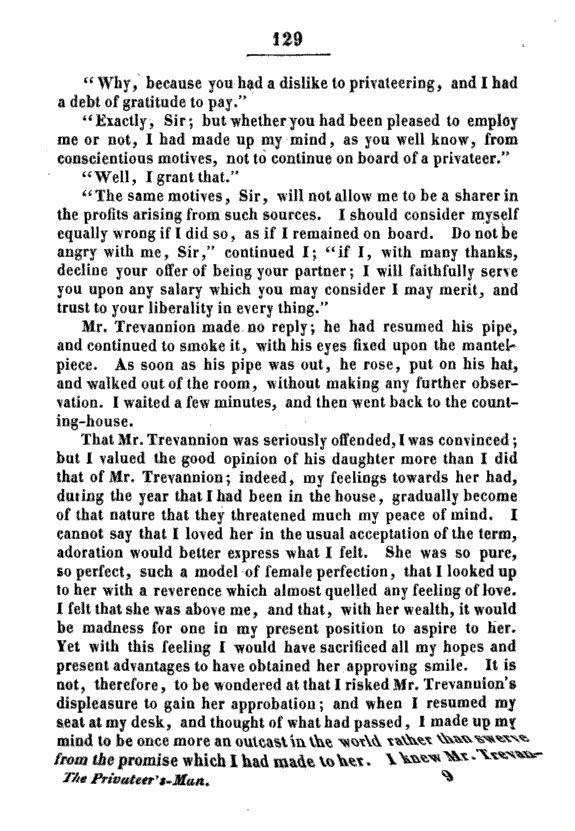 129
“Why, because you had a dislike to privateering, and I had
a debt of gratitude to pay.”
“Exactly, Sir; but whether you had been pleased to employ
me or not, I had made up my mind, as you well know, from
conscientious motives, not to continue on board of a privateer.”
“Well, I grant that.”
“The same motives, Sir, will not allow me to be a sharer in
the profits arising from such sources. I should consider myself
equally wrong if I did so, as if I remained on board. Do not be
angry with me, Sir,” continued I; “if I, with many thanks,
decline your offer of being your partner; I will faithfully serve
you upon any salary which you may consider I may merit, and
trust to your liberality in every thing.”
Mr. Trevannion made no reply; he had resumed his pipe,
and continued to smoke it, with his eyes fixed upon the mantel-
piece. As soon as his pipe was out, he rose, put on his hat,
and walked out of the room, without making any further obser-
vation. I waited a few minutes, and then went back to the count-
ing-house.
That Mr. Trevannion was seriously offended, I was convinced;
but I valued the good opinion of his daughter more than I did
that of Mr. Trevannion; indeed, my feelings towards her had,
during the year that I had been in the house, gradually become
of that nature that they threatened much my peace of mind. I
cannot say that I loved her in the usual acceptation of the term,
adoration would better express what I felt. She was so pure,
so perfect, such a model of female perfection, that I looked up
to her with a reverence which almost quelled any feeling of love.
I felt that she was above me, and that, with her wealth, it would
be madness for one in my present position to aspire to her.
Yet with this feeling I would have sacrificed all my hopes and
present advantages to have obtained her approving smile. It is
not, therefore, to be wondered at that I risked Mr. Trevannion's
displeasure to gain her approbation; and when I resumed my
seat at my desk, and thought of what had passed, I made up my
mind to be once more an outcast in the world rather than swerve
from the promise which I had made to her. I knew Mr. Trevan-
The Privateer's-Man. 9